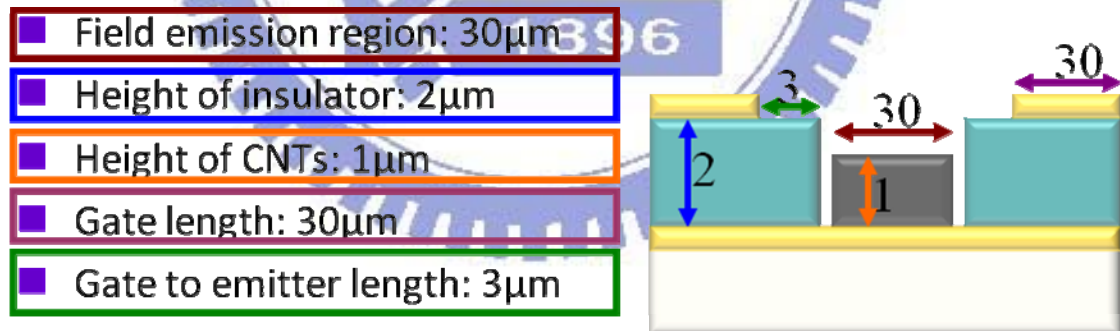 Field emission region: 30μm
Height of insulator: 2μm
Height of CNTs: 1μm
Gate length: 30μm
Gate to emitter length: 3μm
1896
30
3
30
2
1